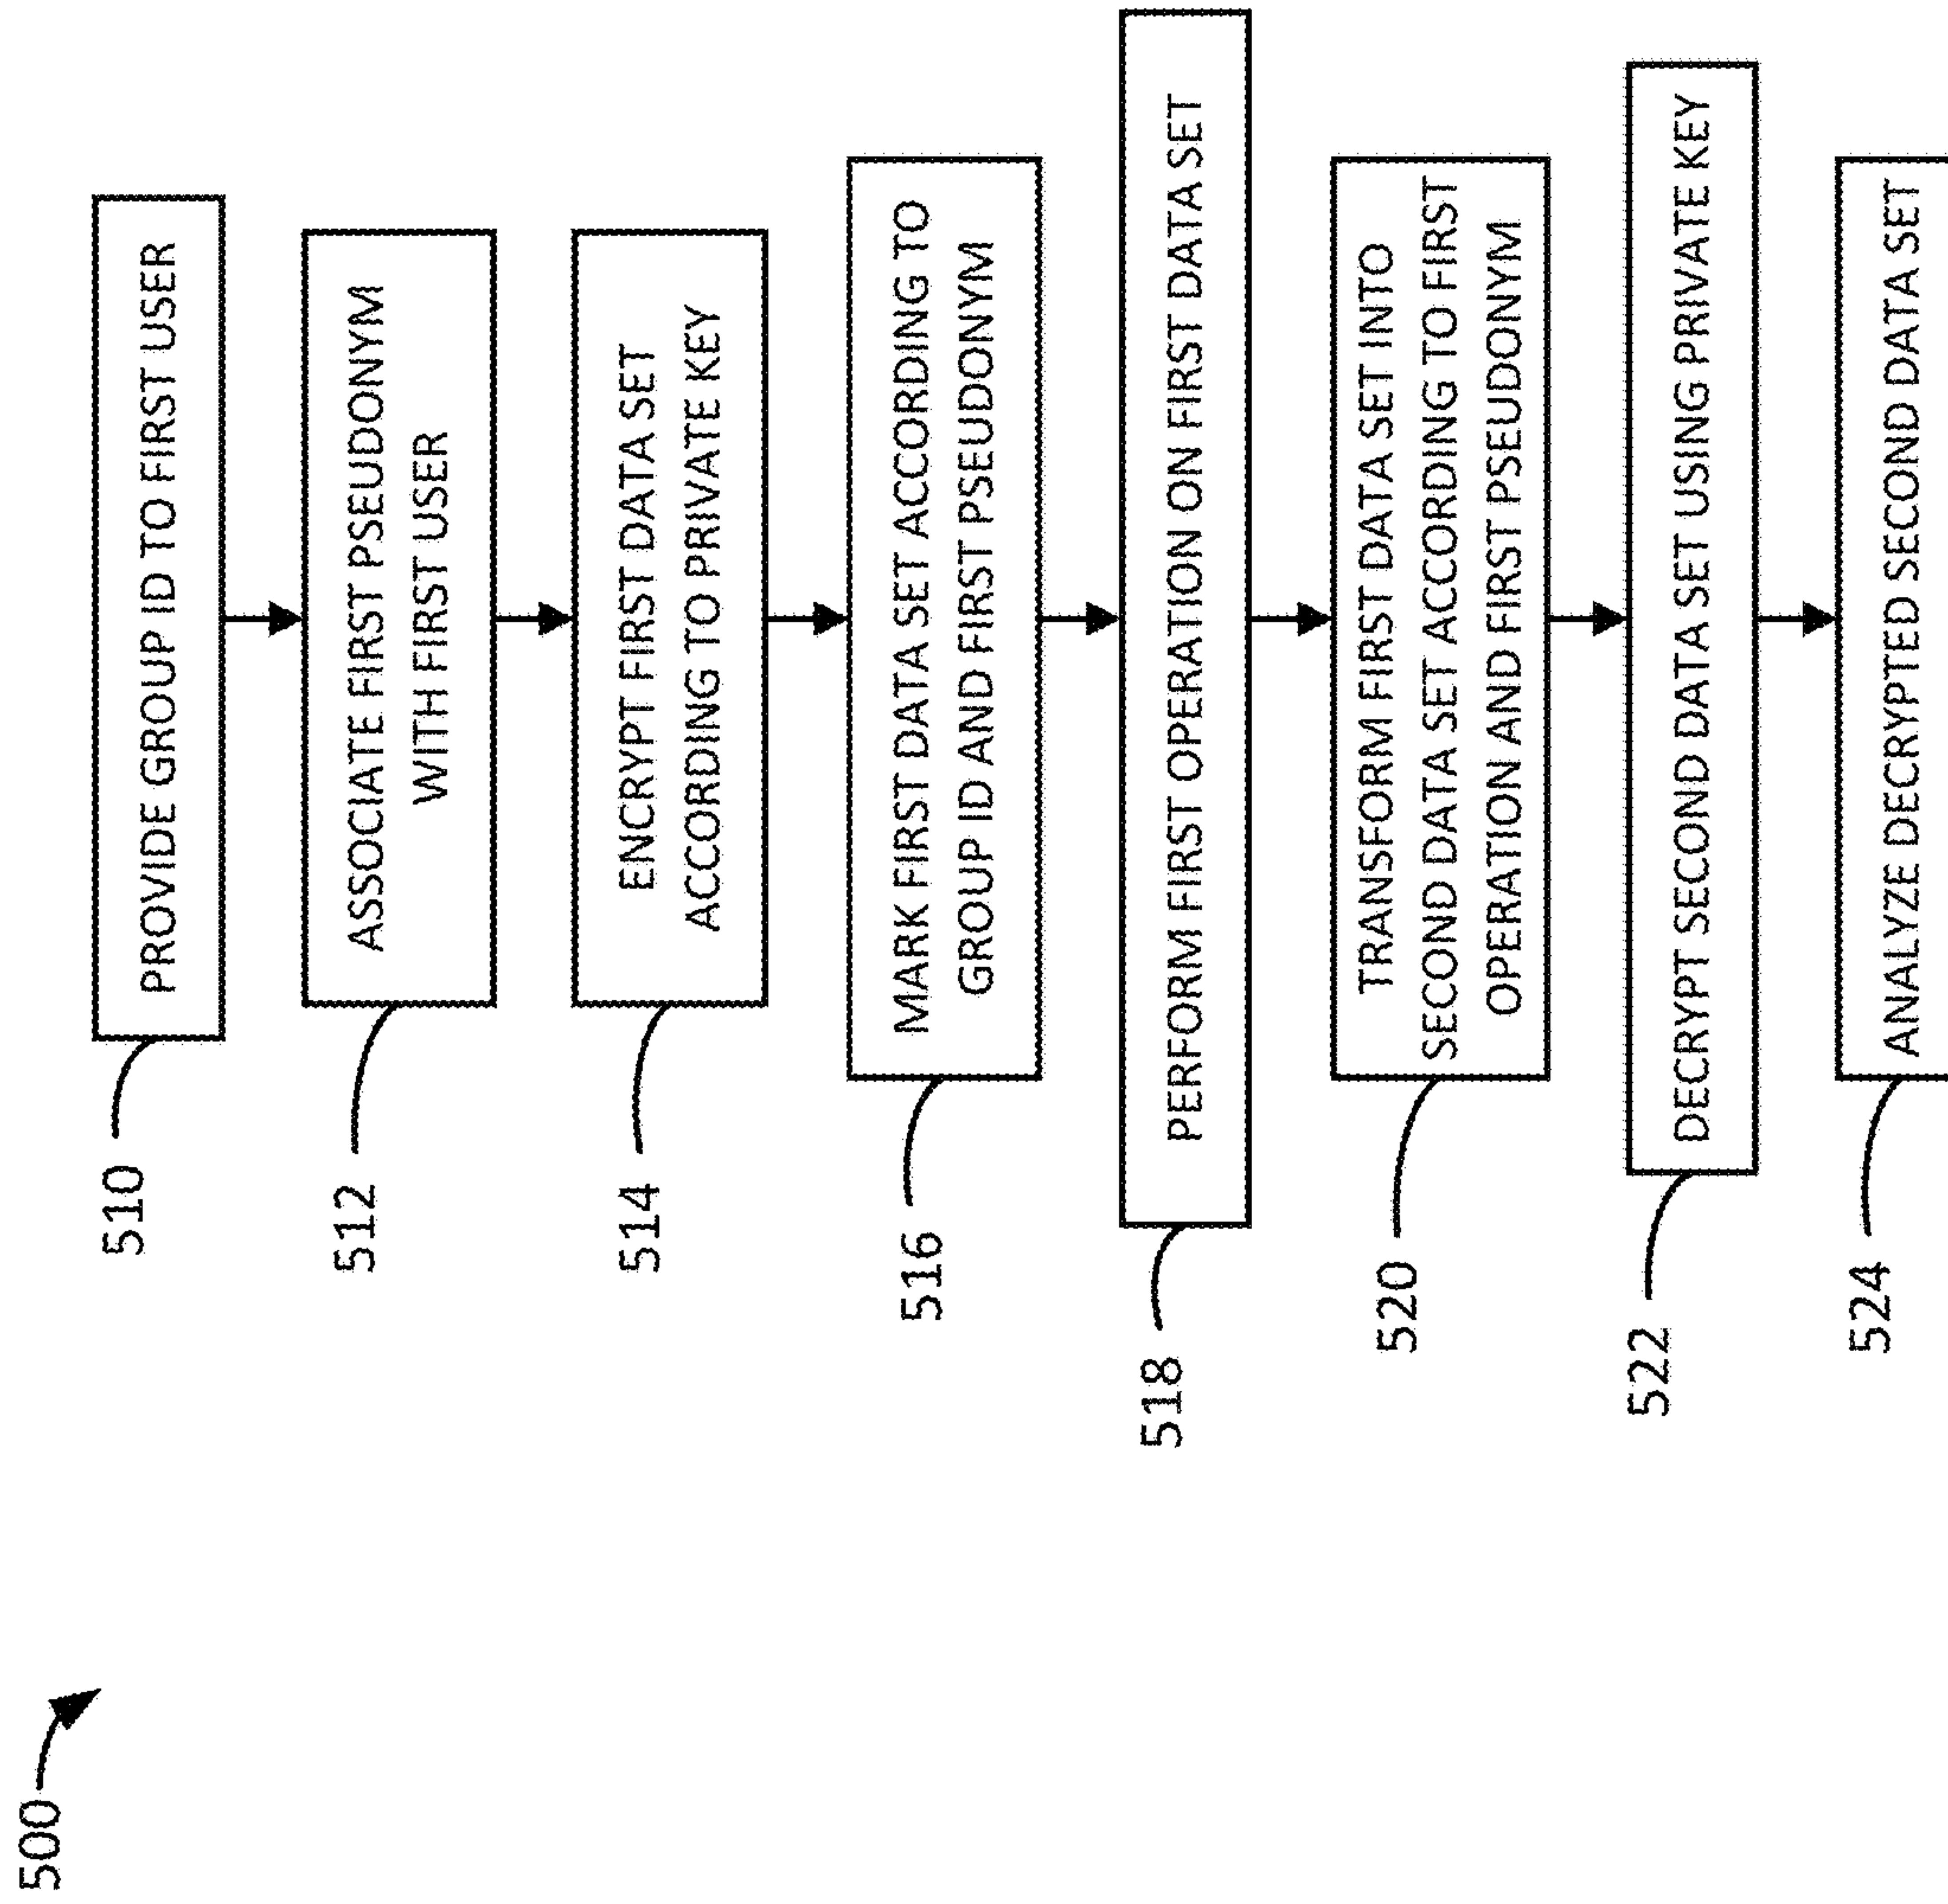 500
510
PROVIDE GROUP ID TO FIRST USER
512
ASSOCIATE FIRST PSEUDONYM
WITH FIRST USER
514
ENCRYPT FIRST DATA SET
ACCORDING TO PRIVATE KEY
516
MARK FIRST DATA SET ACCORDING TO
GROUP ID AND FIRST PSEUDONYM
518
PERFORM FIRST OPERATION ON FIRST DATA SET
520
TRANSFORM FIRST DATA SET INTO
SECOND DATA SET ACCORDING TO FIRST
OPERATION AND FIRST PSEUDONYM
522
DECRYPT SECOND DATA SET USING PRIVATE KEY
524
ANALYZE DECRYPTED SECOND DATA SET